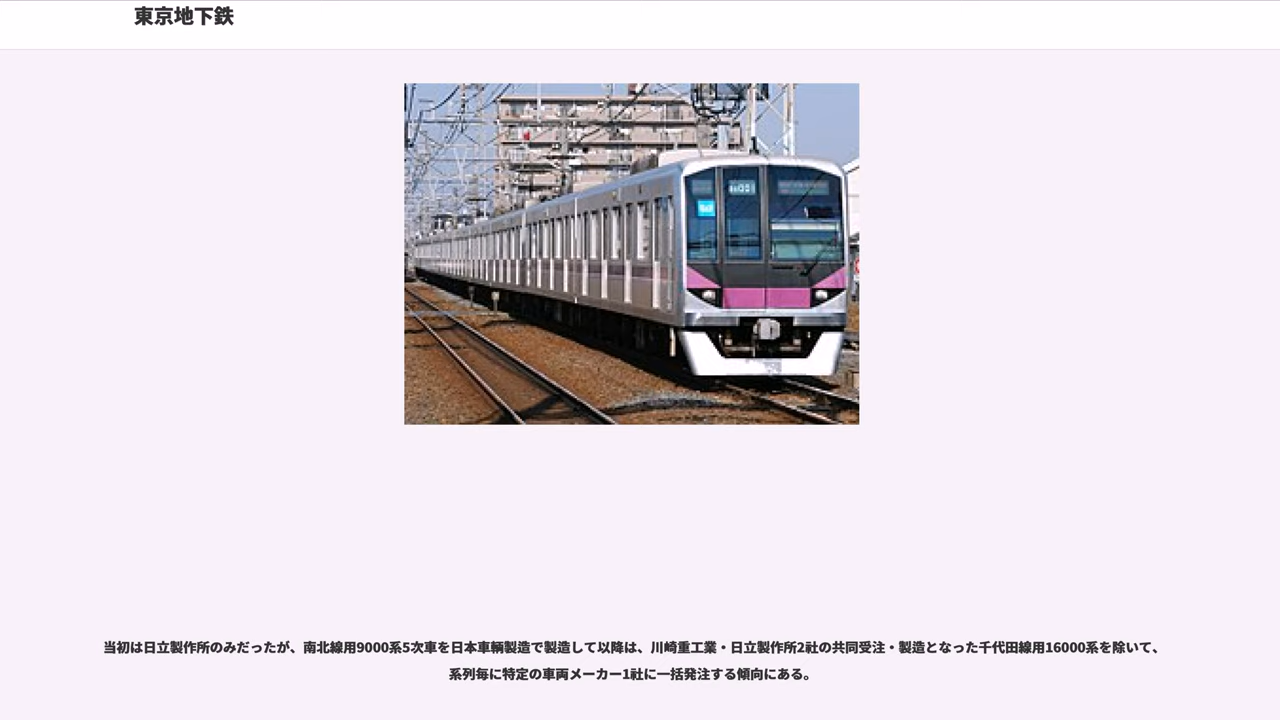 東京地下鉄
当初は日立製作所のみだったが、南北線用9000系5次車を日本車輌製造で製造して以降は、川崎重工業・日立製作所2社の共同受注・製造となった千代田線用16000系を除いて、
系列毎に特定の車両メーカー1社に一括発注する傾向にある。